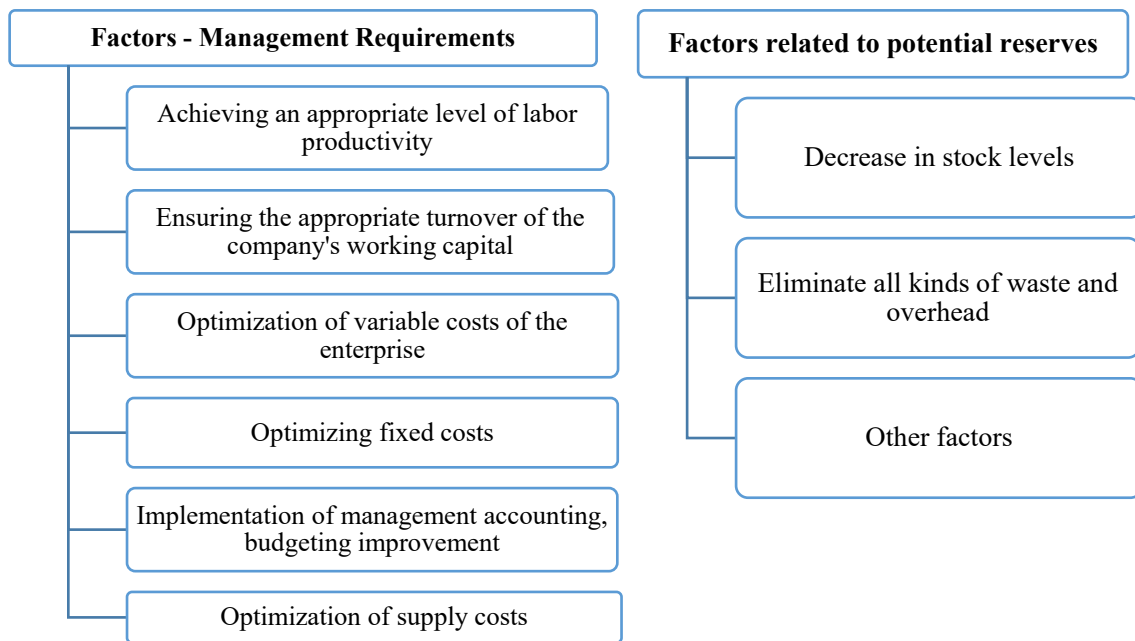 Factors - Management Requirements
Achieving an appropriate level of labor
productivity
Ensuring the appropriate turnover of the
company's working capital
Optimization of variable costs of the
enterprise
Optimizing fixed costs
Implementation of management accounting,
budgeting improvement
Optimization of supply costs
Factors related to potential reserves
Decrease in stock levels
Eliminate all kinds of waste and
overhead
Other factors